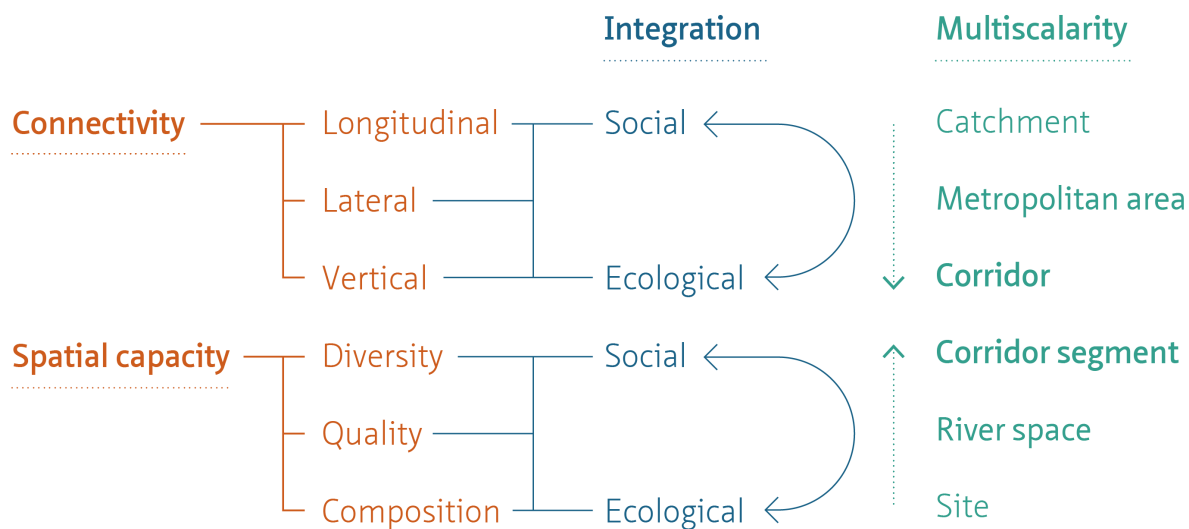 Integration Multiscalarity
Connectivity Longitudinal Social Catchment
Lateral Metropolitan area
Vertical Ecological Corridor
Spatial capacity Diversity Social Corridor segment
Quality River space
Composition Ecological Site